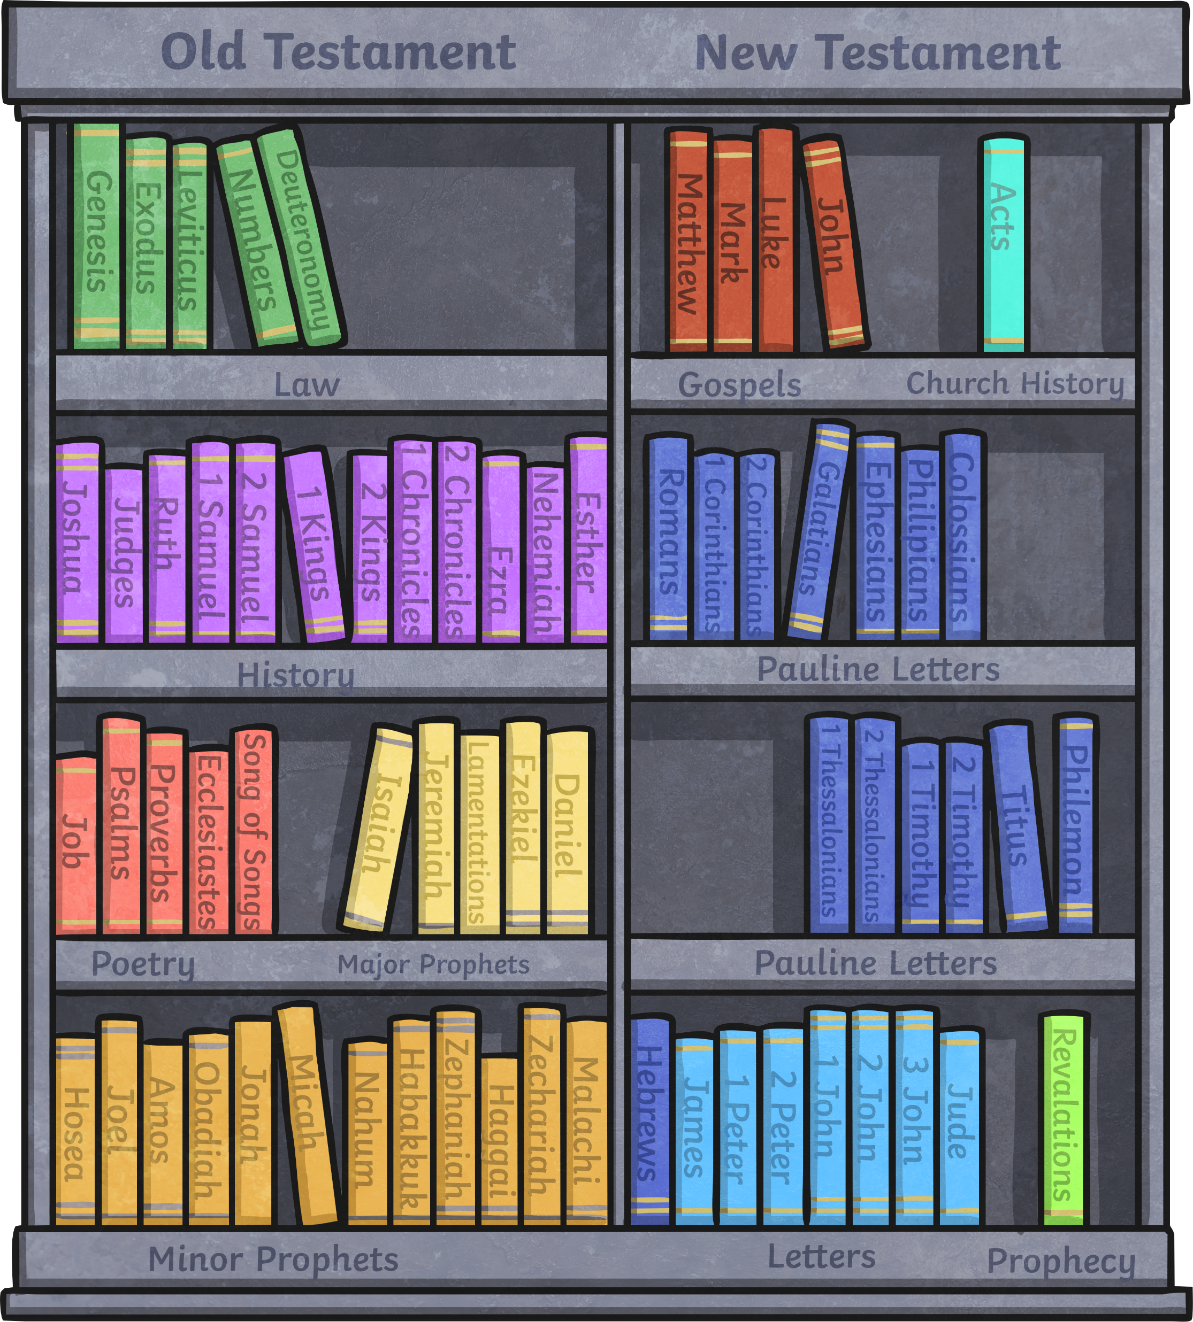 Old Testament
New Testament
Genesis
Exodus
Leviticus
Numbers
Deuteronomy
Law
Matthew
Mark
Luke
John
Acts
Gospels
Church History
Joshua
Judges
Ruth
1 Samuel
2 Samuel
1 Kings
2 Kings
1 Chronicles
2 Chronicles
Ezra
Nehemiah
Esther
History
Romans
1 Corinthians
2 Corinthians
Galatians
Ephesians
Philipians
Colossians
Pauline Letters
Job
Psalms
Proverbs
Ecclesiastes
Song of Songs
Isaiah
Jeremiah
Lamentations
Ezekiel
Daniel
Poetry
Major Prophets
1 Thessalonians
2 Thessalonians
1 Timothy
2 Timothy
Titus
Philemon
Pauline Letters
Hosea
Joel
Amos
Obadiah
Jonah
Micah
Nahum
Habakkuk
Zephaniah
Haggai
Zechariah
Malachi
Minor Prophets
Hebrews
James
1 Peter
2 Peter
1 John
2 John
3 John
Jude
Revalations
Letters
Prophecy